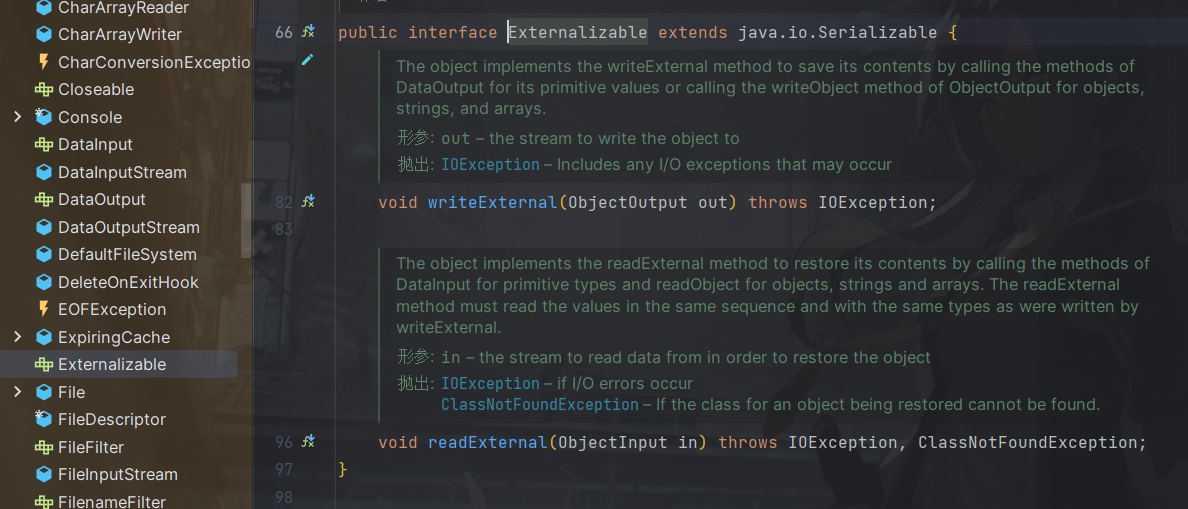 CharArrayReader
CharArrayWriter
CharConversionExceptio
Closeable
Console
DataInput
DataInputStream
DataOutput
DataOutputStream
DefaultFileSystem
DeleteOnExitHook
EOFException
ExpiringCache
Externalizable
File
FileDescriptor
FileFilter
FileInputStream
FilenameFilter
66 public interface Externalizable extends java.io.Serializable {
The object implements the writeExternal method to save its contents by calling the methods of
DataOutput for its primitive values or calling the writeObject method of ObjectOutput for objects,
strings, and arrays.
形参: out – the stream to write the object to
抛出: IOException – Includes any I/O exceptions that may occur
82 void writeExternal(ObjectOutput out) throws IOException;
83
The object implements the readExternal method to restore its contents by calling the methods of
DataInput for primitive types and readObject for objects, strings and arrays. The readExternal
method must read the values in the same sequence and with the same types as were written by
writeExternal.
形参: in – the stream to read data from in order to restore the object
抛出: IOException – if I/O errors occur
ClassNotFoundException – If the class for an object being restored cannot be found.
96 void readExternal(ObjectInput in) throws IOException, ClassNotFoundException;
97 }
98